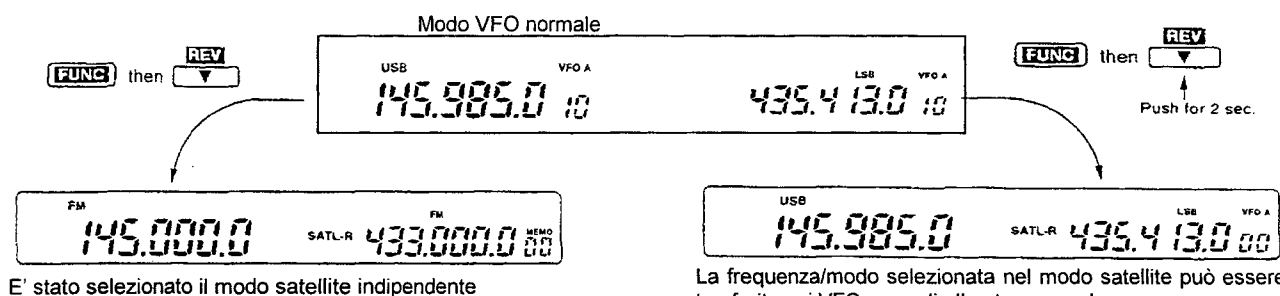 Modo VFO normale
REV
FUNC then ▼
USB VFO A LSB VFO A
145.985.0 10 435.413.0 10
REV
FUNC then ▼
Push for 2 sec.
FM FM
145.000.0 SATL-R 433.000.0 MEMO 00
E' stato selezionato il modo satellite indipendente
USB LSB VFO A
145.985.0 SATL-R 435.413.0 00
La frequenza/modo selezionata nel modo satellite può essere